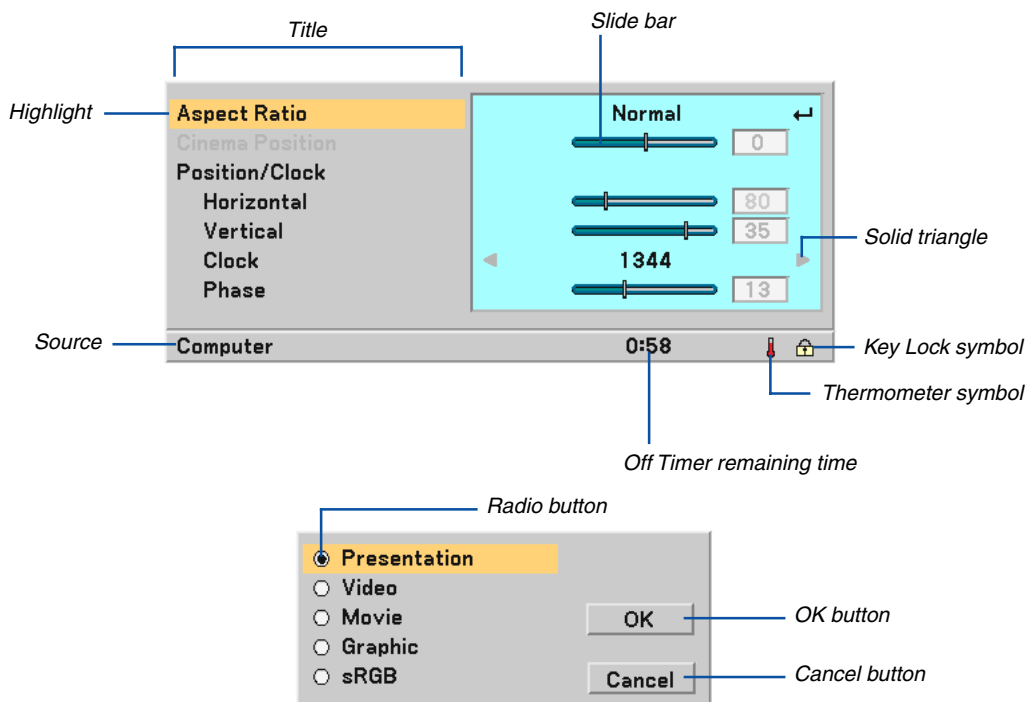 Title
Slide bar
Highlight
Aspect Ratio
Normal
Cinema Position
0
Position/Clock
Horizontal
80
Vertical
35
Solid triangle
Clock
1344
Phase
13
Source
Computer
0:58
Key Lock symbol
Thermometer symbol
Off Timer remaining time
Radio button
Presentation
Video
Movie
OK
OK button
Graphic
sRGB
Cancel
Cancel button